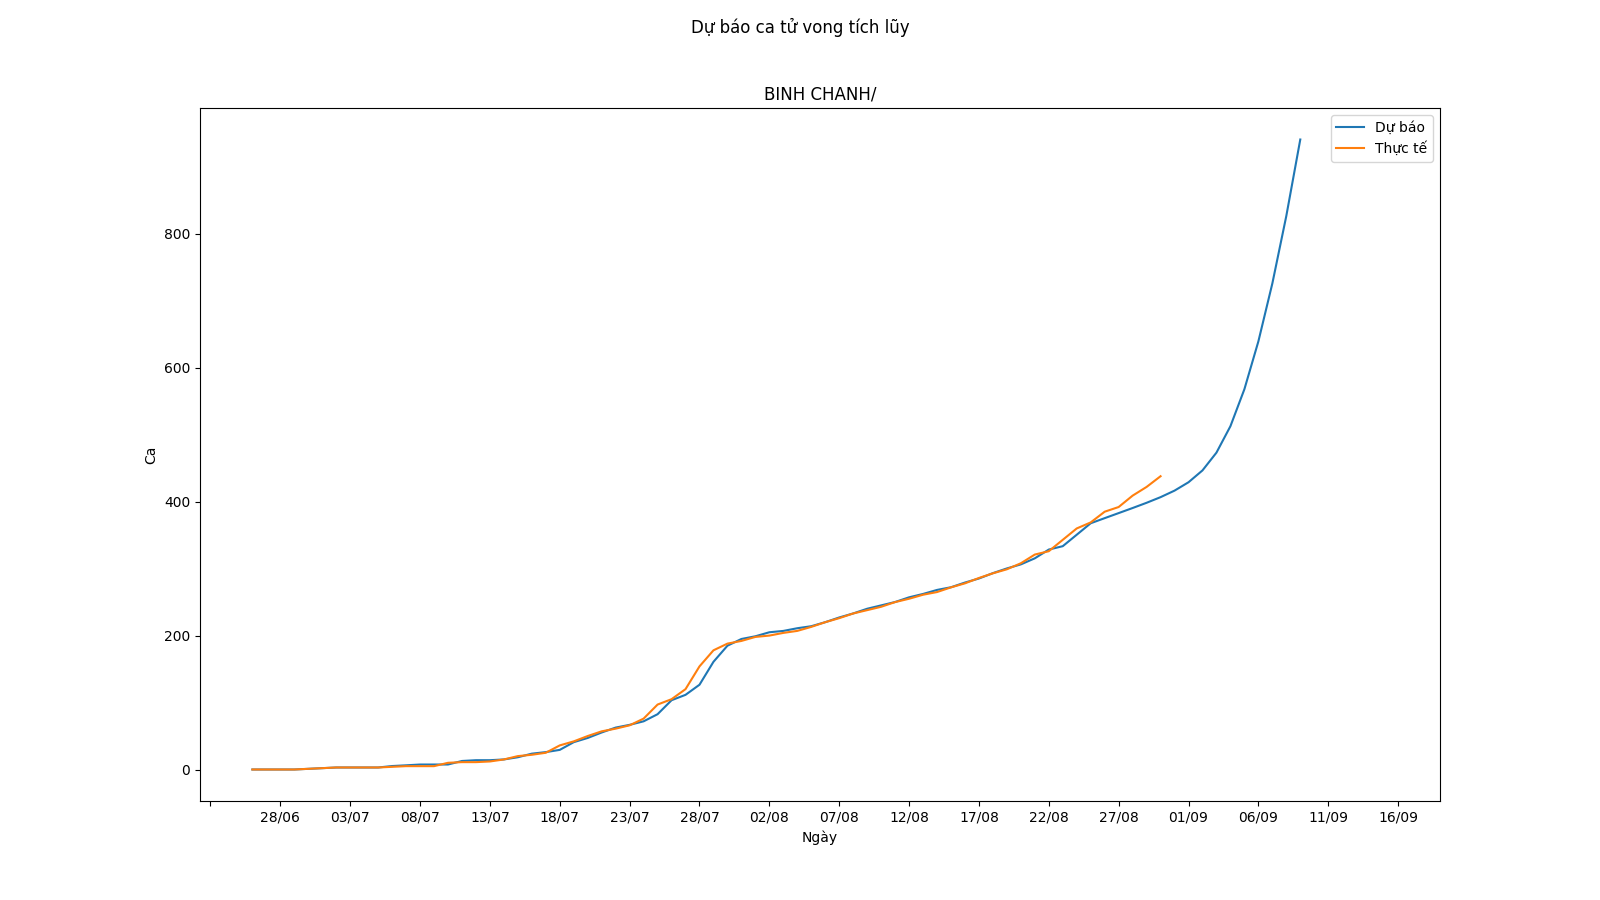 Dự báo ca tử vong tích lũy
BINH CHANH/
Dự báo
Thực tế
800
600
400
200
0
Ca
28/06 03/07 08/07 13/07 18/07 23/07 28/07 02/08 07/08 12/08 17/08 22/08 27/08 01/09 06/09 11/09 16/09
Ngày